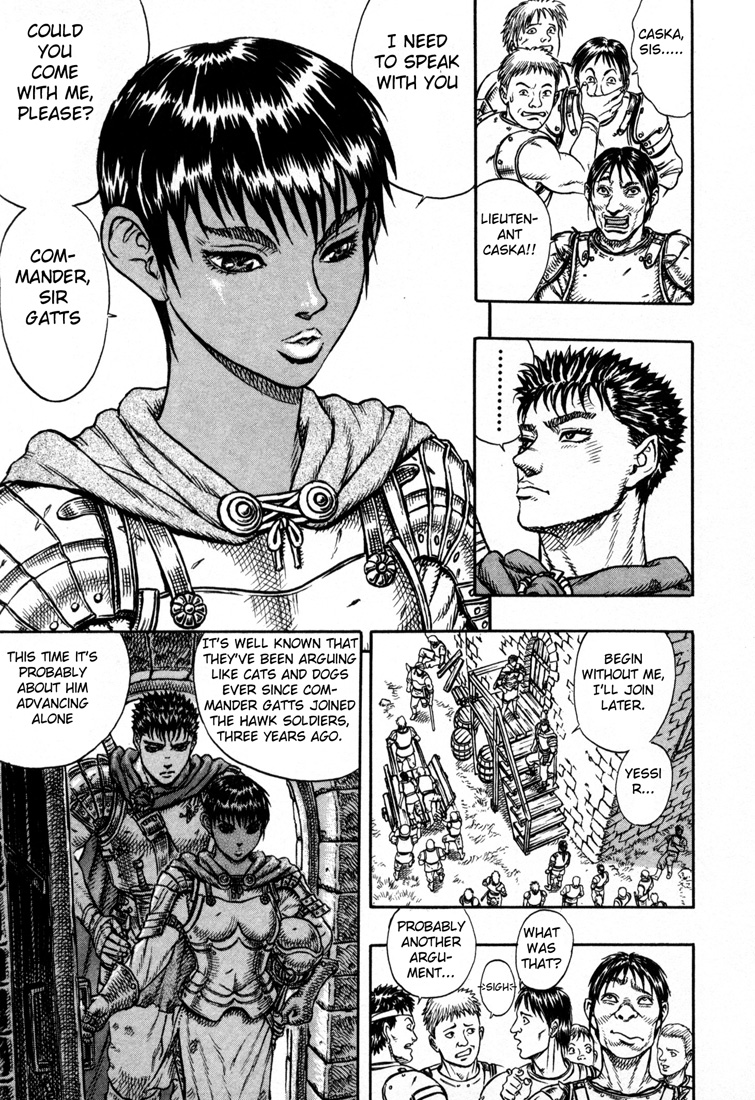 CASKA,
SIS.....
LIEUTEN-
ANT
CASKA!!
I NEED
TO SPEAK
WITH YOU
COULD
YOU
COME
WITH ME,
PLEASE?
COM-
MANDER,
SIR
GATTS
..........
BEGIN
WITHOUT ME,
I'LL JOIN
LATER.
YESSI
R...
IT'S WELL KNOWN THAT
THEY'VE BEEN ARGUING
LIKE CATS AND DOGS
EVER SINCE COM-
MANDER GATTS JOINED
THE HAWK SOLDIERS,
THREE YEARS AGO.
THIS TIME IT'S
PROBABLY
ABOUT HIM
ADVANCING
ALONE
WHAT
WAS
THAT?
-SIGH-
PROBABLY
ANOTHER
ARGU-
MENT...